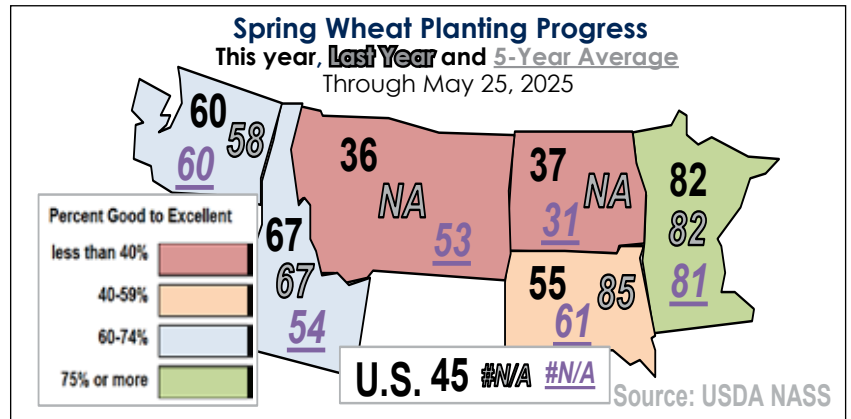 Spring Wheat Planting Progress
This year, Last Year and 5-Year Average
Through May 25, 2025
60
58
60
36
NA
53
37
NA
31
82
82
81
Percent Good to Excellent
less than 40%
40-59%
60-74%
75% or more
67
67
54
55
85
61
U.S. 45 #N/A #N/A
Source: USDA NASS